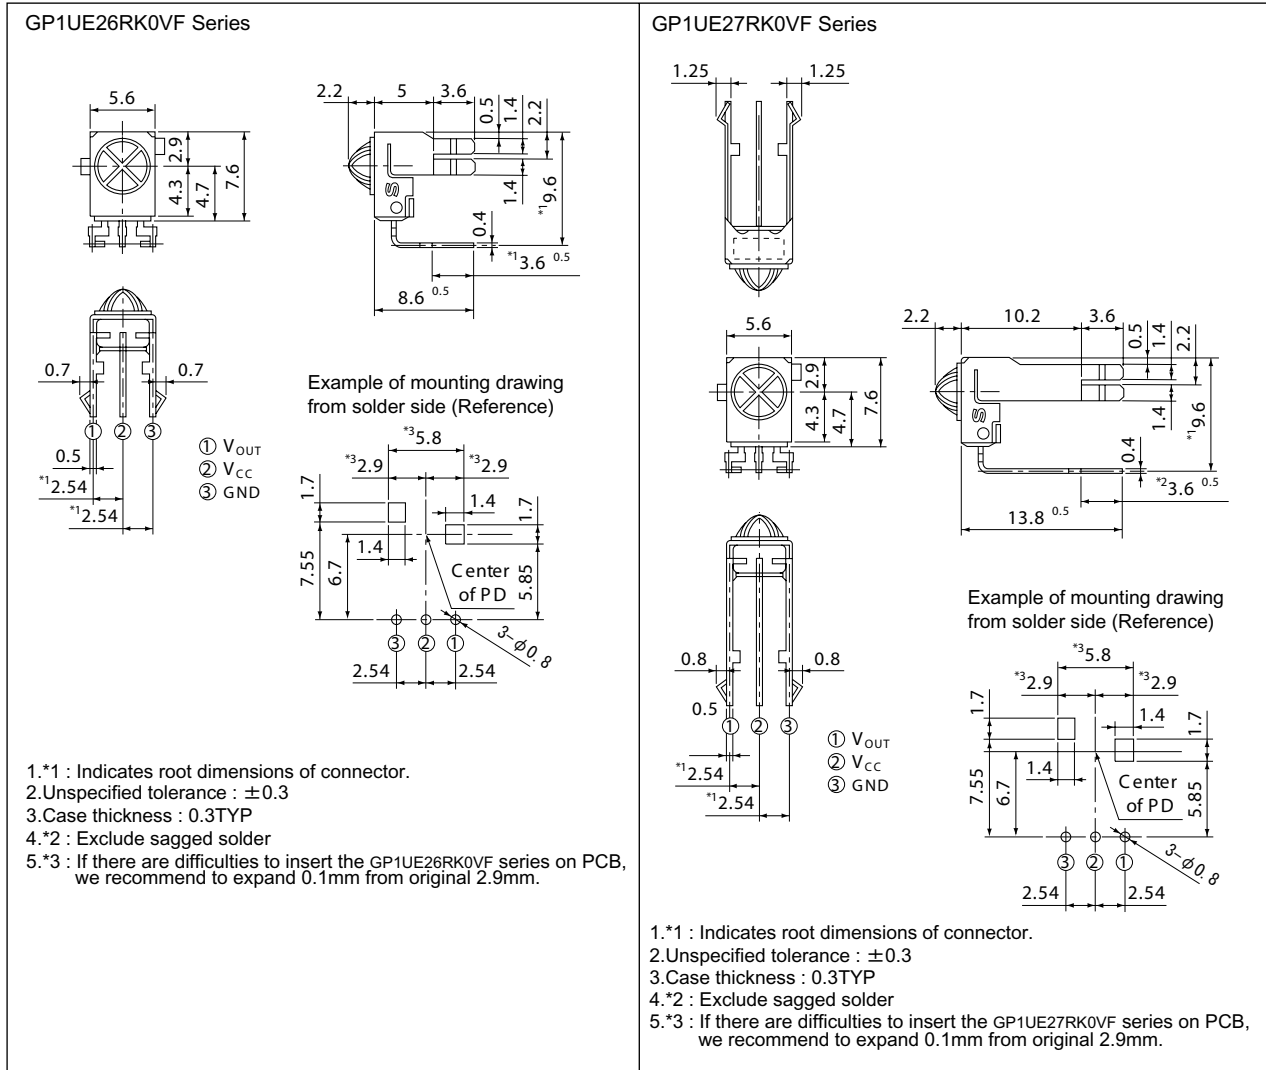 GP1UE26RK0VF Series
5.6
2.9
4.3
4.7
7.6
2.2
5
3.6
0.5
1.4
2.2
1.4
*19.6
0.4
*13.6 0.5
8.6 0.5
S
0.7
0.7
① ② ③
0.5
*12.54
*12.54
① VOUT
② VCC
③ GND
Example of mounting drawing
from solder side (Reference)
*35.8
*32.9
*32.9
1.7
1.4
1.7
1.4
7.55
6.7
Center
of PD
5.85
③ ② ①
3-φ0.8
2.54
2.54
1.*1 : Indicates root dimensions of connector.
2.Unspecified tolerance : ±0.3
3.Case thickness : 0.3TYP
4.*2 : Exclude sagged solder
5.*3 : If there are difficulties to insert the GP1UE26RK0VF series on PCB,
we recommend to expand 0.1mm from original 2.9mm.
GP1UE27RK0VF Series
1.25
1.25
5.6
2.9
4.3
4.7
7.6
2.2
10.2
3.6
0.5
1.4
2.2
1.4
*19.6
0.4
*23.6 0.5
13.8 0.5
S
0.8
0.8
0.5
① ② ③
*12.54
*12.54
① VOUT
② VCC
③ GND
Example of mounting drawing
from solder side (Reference)
*35.8
*32.9
*32.9
1.7
1.4
1.7
1.4
7.55
6.7
Center
of PD
5.85
③ ② ①
3-φ0.8
2.54
2.54
1.*1 : Indicates root dimensions of connector.
2.Unspecified tolerance : ±0.3
3.Case thickness : 0.3TYP
4.*2 : Exclude sagged solder
5.*3 : If there are difficulties to insert the GP1UE27RK0VF series on PCB,
we recommend to expand 0.1mm from original 2.9mm.